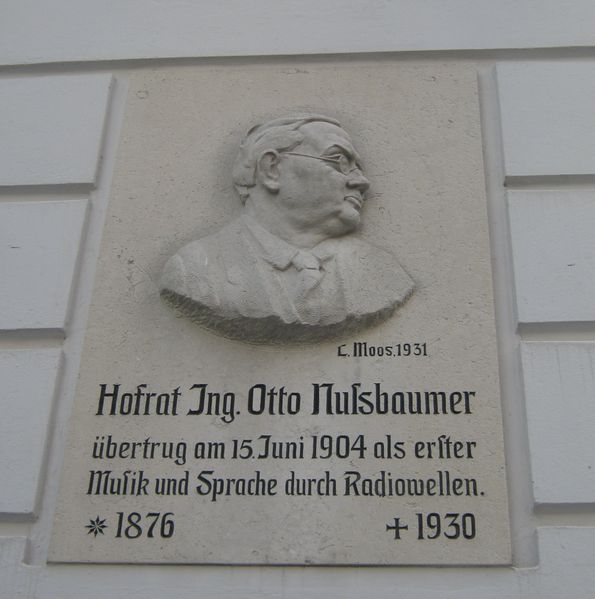 C. Moos. 1931
Hofrat Ing. Otto Nuſsbaumer
übertrug am 15. Juni 1904 als erſter
Muſik und Sprache durch Radiowellen.
* 1876 + 1930